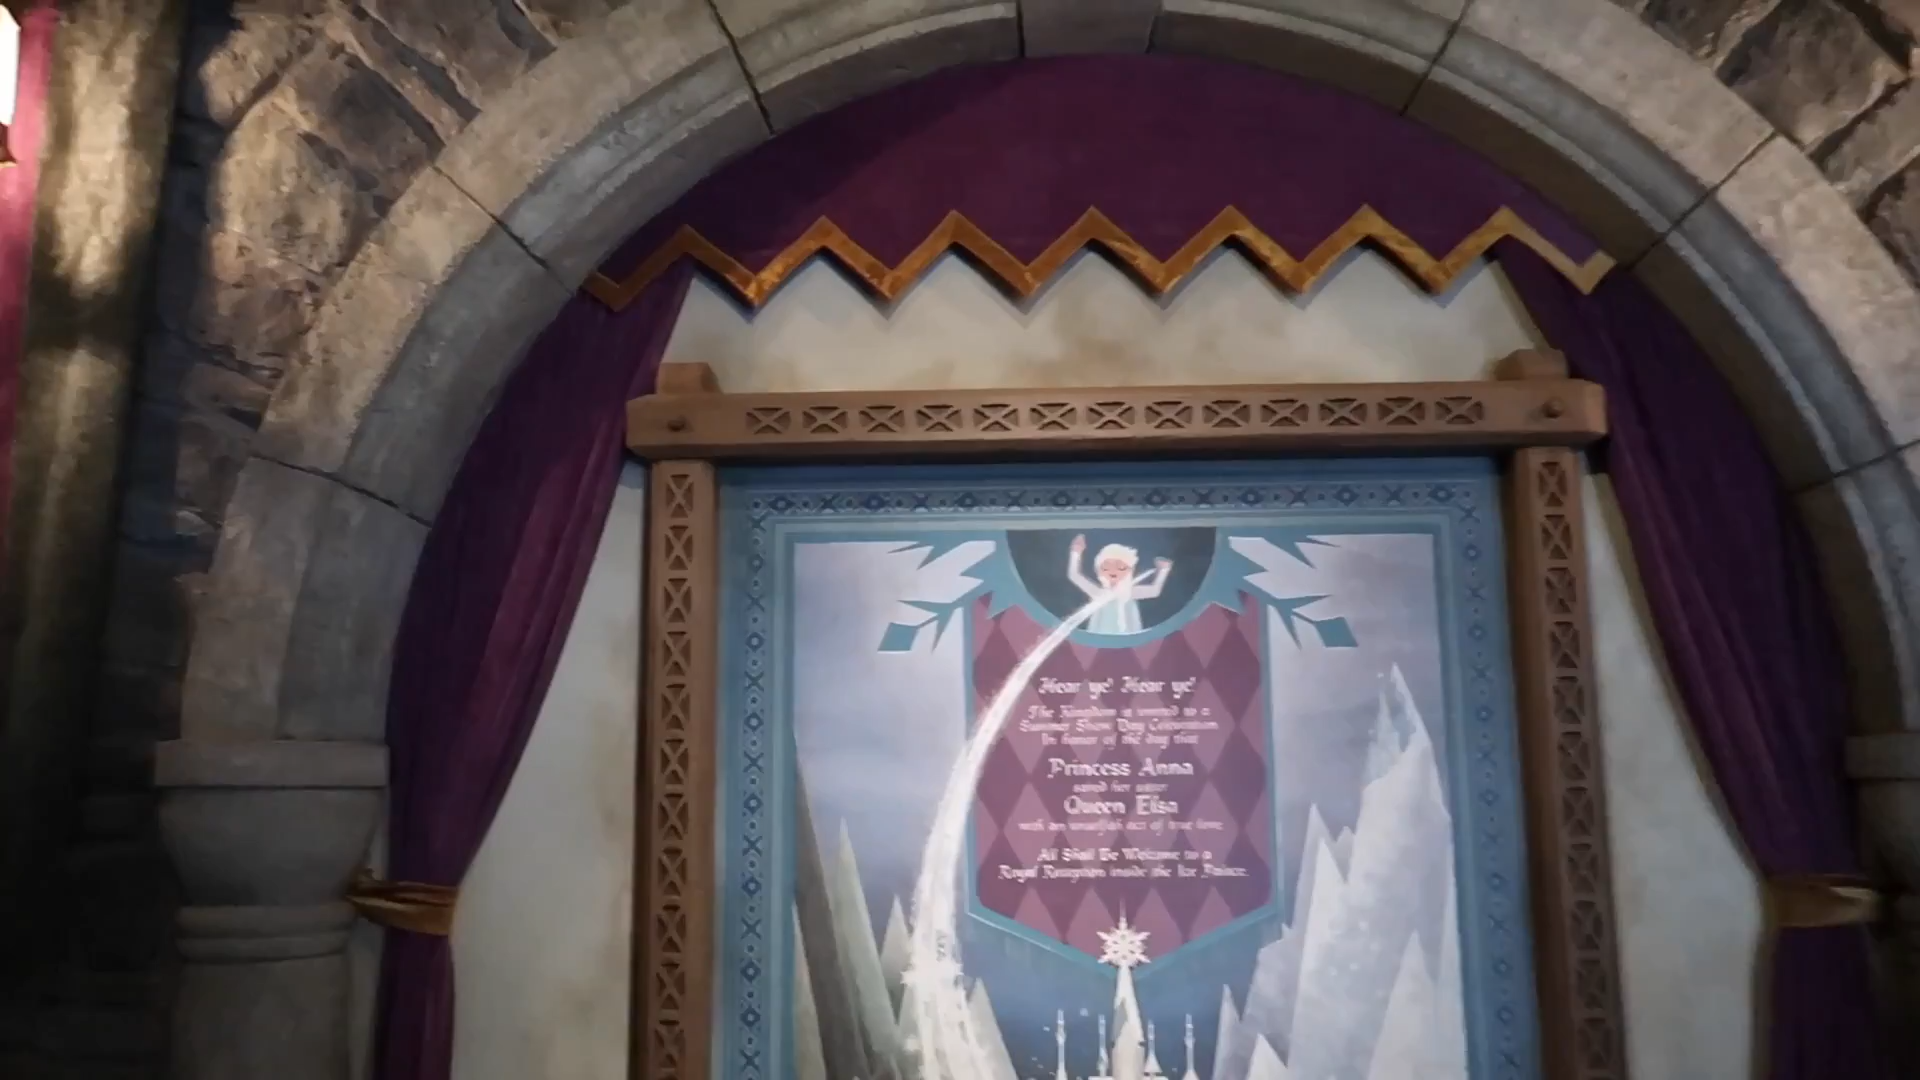 Hear ye! Hear ye!
The Kingdom is invited to a
Summer Snow Day Celebration
In honor of the day that
Princess Anna
saved her sister
Queen Elsa
with an unselfish act of true love
All Shall Be Welcome to a
Royal Reception inside the Ice Palace.